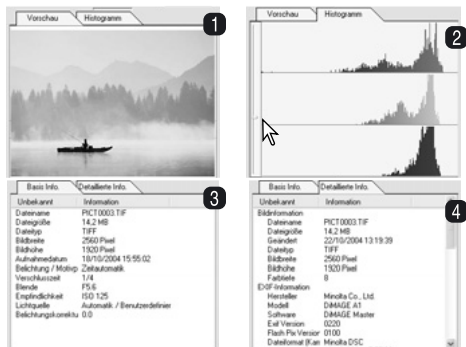 Vorschau Histogramm
1
Vorschau Histogramm
2
Basis Info. Detaillierte Info.
3
Unbekannt Information
Dateiname PICT0003.TIF
Dateigröße 14,2 MB
Dateityp TIFF
Bildbreite 2560 Pixel
Bildhöhe 1920 Pixel
Aufnahmedatum 18/10/2004 15:55:02
Belichtung / Motivp Zeitautomatik
Verschlusszeit 1/4
Blende F5.6
Empfindlichkeit ISO 125
Lichtquelle Automatik / Benutzerdefinier
Belichtungskorrektu 0.0
Basis Info. Detaillierte Info.
4
Unbekannt Information
Bildinformation
Dateiname PICT0003.TIF
Dateigröße 14,2 MB
Geändert 22/10/2004 13:19:39
Dateityp TIFF
Bildbreite 2560 Pixel
Bildhöhe 1920 Pixel
Farbtiefe 8
EXIF-Information
Hersteller Minolta Co., Ltd.
Modell DiMAGE A1
Software DiMAGE Master
Exif Version 0220
Flash Pix Version 0100
Dateiformat (Kan Minolta DSC